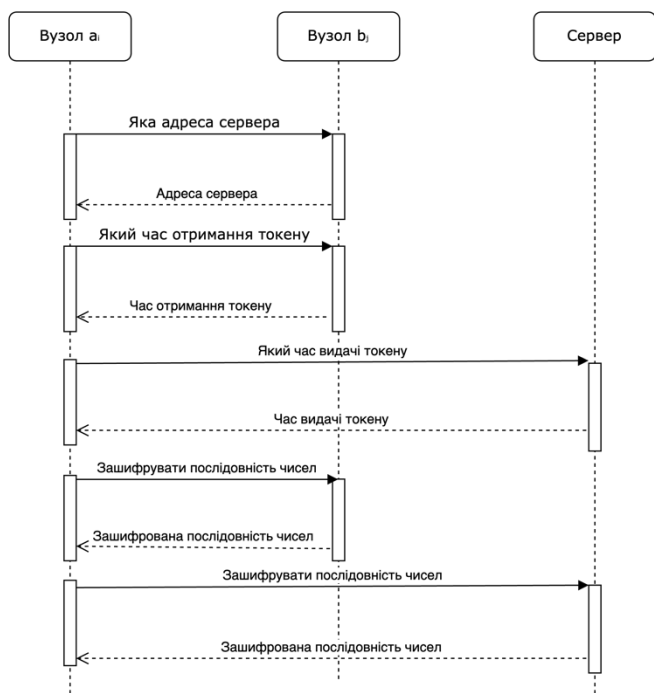 Вузол aᵢ
Вузол bⱼ
Сервер
Яка адреса сервера
Адреса сервера
Який час отримання токену
Час отримання токену
Який час видачі токену
Час видачі токену
Зашифрувати послідовність чисел
Зашифрована послідовність чисел
Зашифрувати послідовність чисел
Зашифрована послідовність чисел